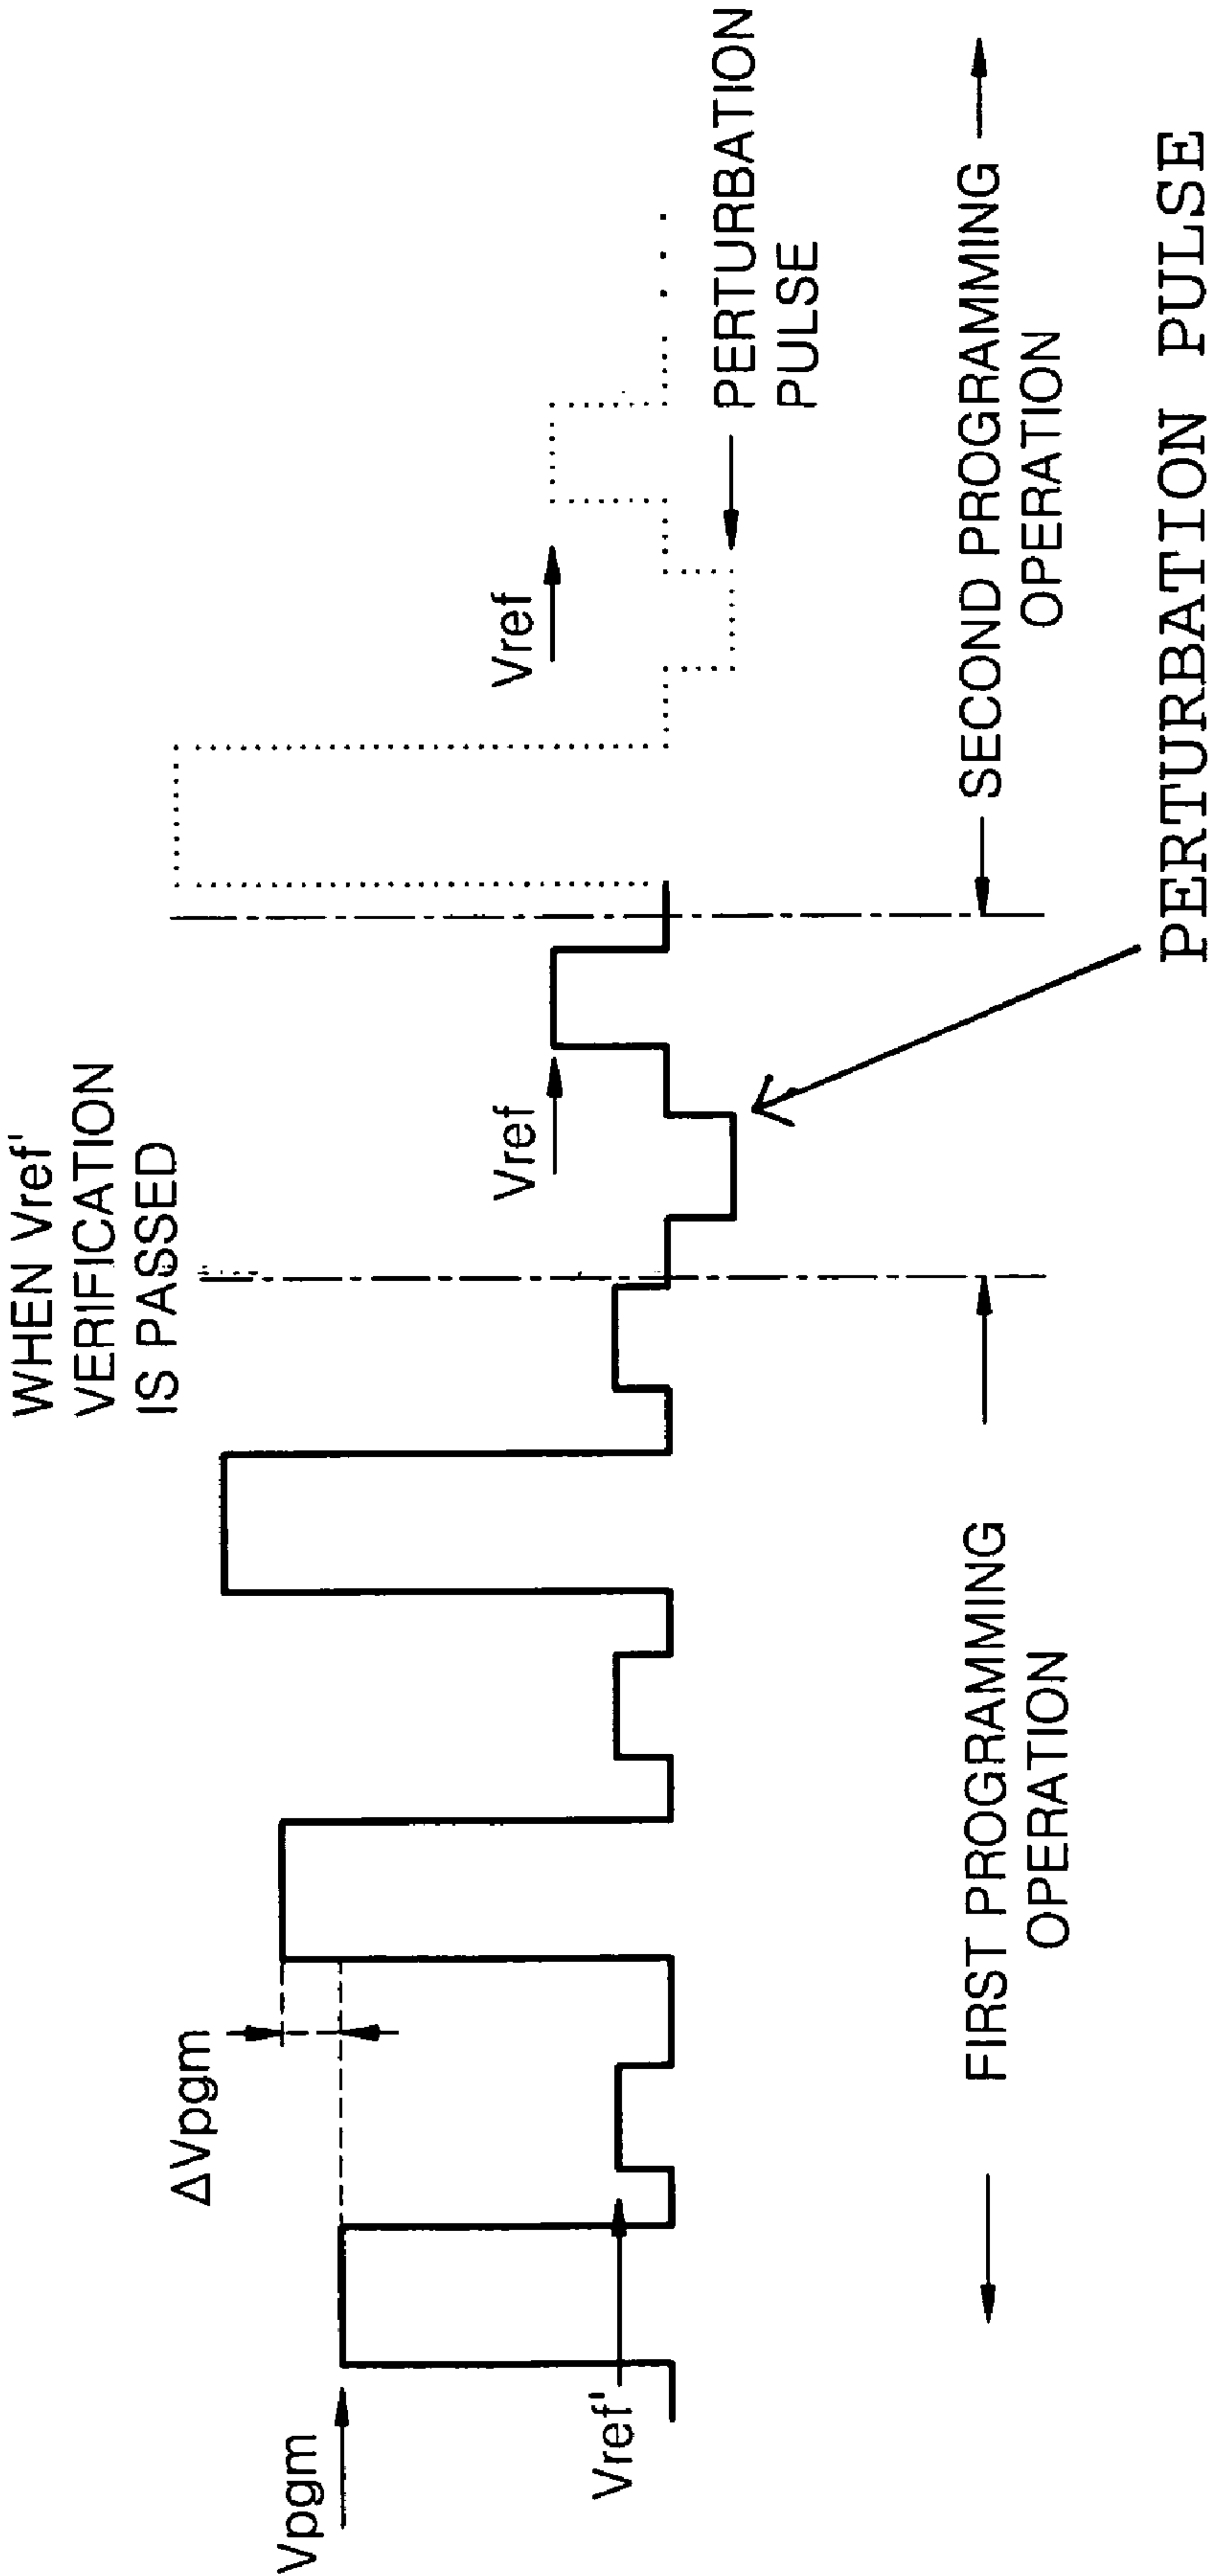 WHEN Vref'
VERIFICATION
IS PASSED
ΔVpgm
Vpgm
Vref'
Vref
Vref
PERTURBATION
PULSE
FIRST PROGRAMMING
OPERATION
SECOND PROGRAMMING
OPERATION
PERTURBATION PULSE